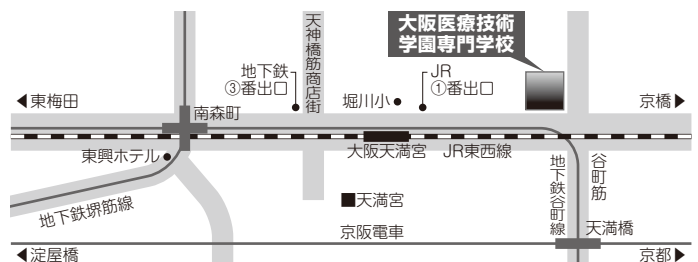 大阪医療技術
学園専門学校
天神橋筋商店街
地下鉄
③番出口
JR
①番出口
堀川小
◀東梅田
京橋▶
南森町
東興ホテル
大阪天満宮
JR東西線
地下鉄堺筋線
■天満宮
地下鉄谷町線
谷町筋
天満橋
京阪電車
◀淀屋橋
京都▶